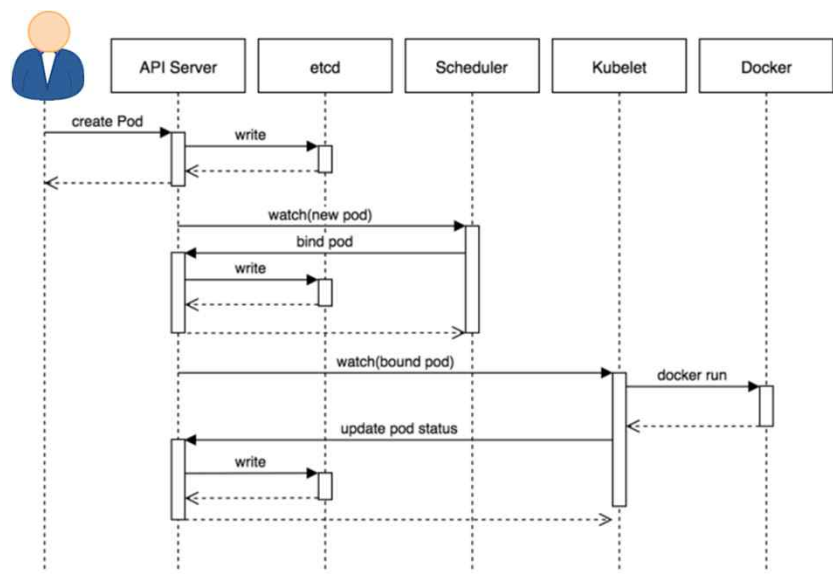 API Server
etcd
Scheduler
Kubelet
Docker
create Pod
write
watch(new pod)
bind pod
write
watch(bound pod)
docker run
update pod status
write